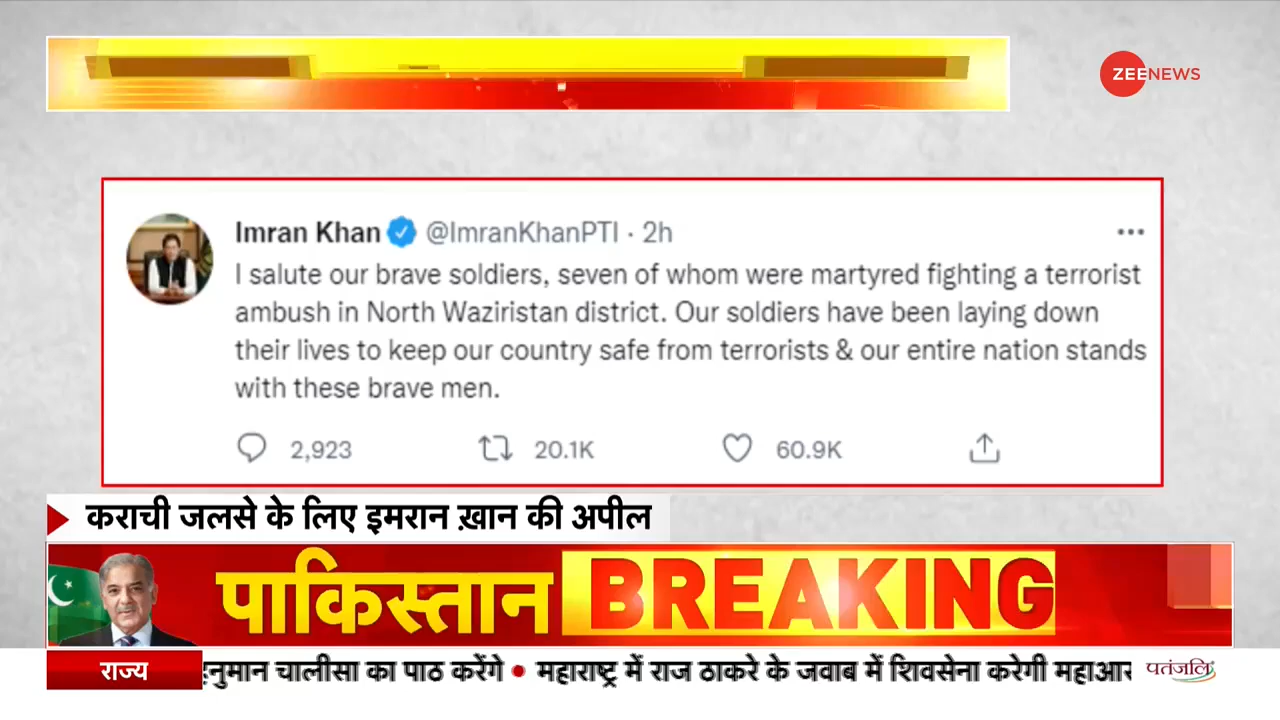 ZEENEWS
Imran Khan @ImranKhanPTI · 2h
I salute our brave soldiers, seven of whom were martyred fighting a terrorist
ambush in North Waziristan district. Our soldiers have been laying down
their lives to keep our country safe from terrorists & our entire nation stands
with these brave men.
2,923 20.1K 60.9K
कराची जलसे के लिए इमरान ख़ान की अपील
पाकिस्तान BREAKING
राज्य हनुमान चालीसा का पाठ करेंगे • महाराष्ट्र में राज ठाकरे के जवाब में शिवसेना करेगी पतंजलि